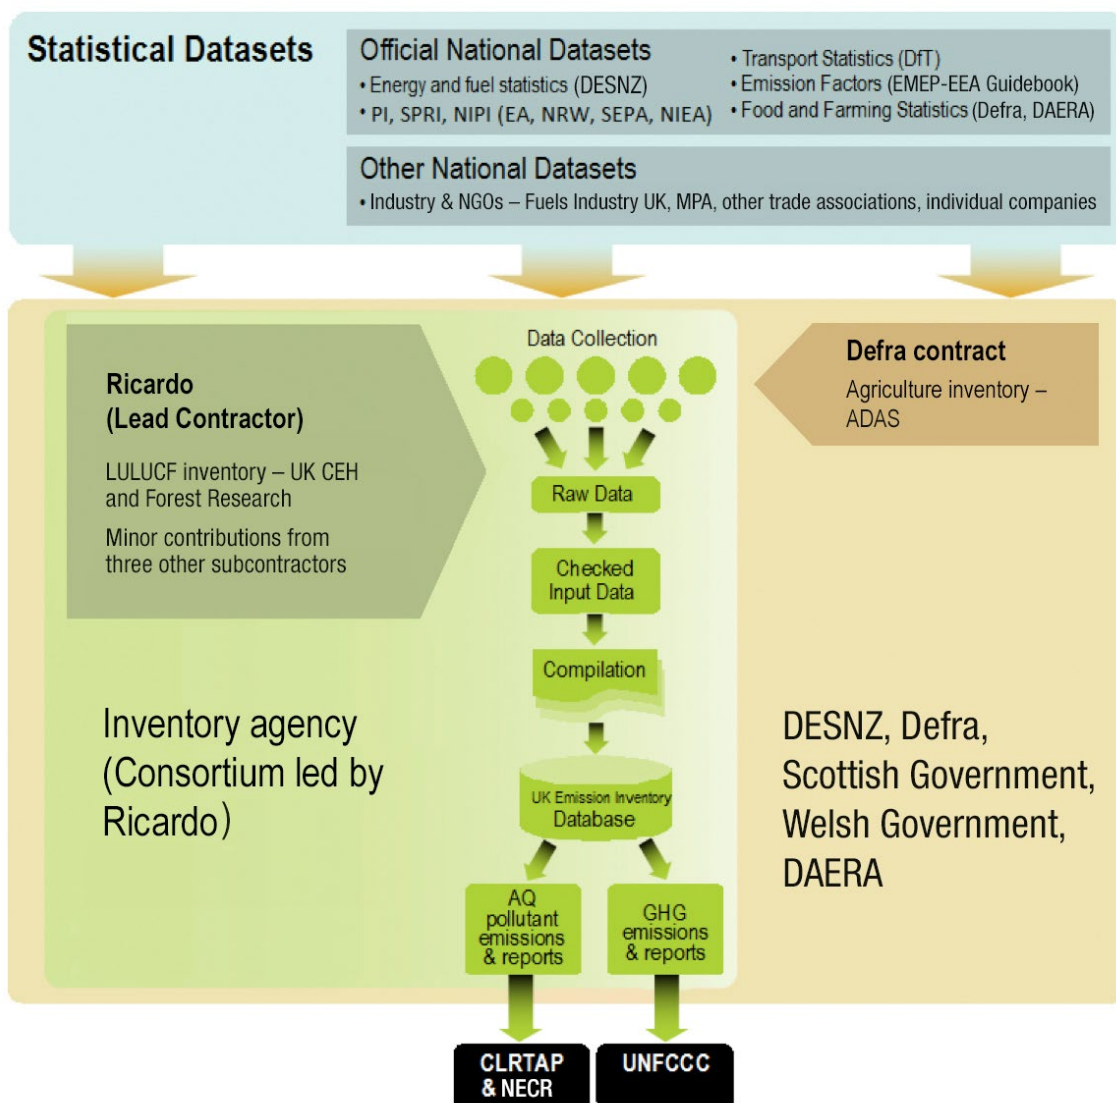 Statistical Datasets
Official National Datasets
• Energy and fuel statistics (DESNZ)
• PI, SPRI, NIPI (EA, NRW, SEPA, NIEA)
• Transport Statistics (DfT)
• Emission Factors (EMEP-EEA Guidebook)
• Food and Farming Statistics (Defra, DAERA)
Other National Datasets
• Industry & NGOs – Fuels Industry UK, MPA, other trade associations, individual companies
Ricardo
(Lead Contractor)
LULUCF inventory – UK CEH
and Forest Research
Minor contributions from
three other subcontractors
Data Collection
Defra contract
Agriculture inventory –
ADAS
Raw Data
Checked
Input Data
Compilation
UK Emission Inventory
Database
Inventory agency
(Consortium led by
Ricardo)
DESNZ, Defra,
Scottish Government,
Welsh Government,
DAERA
AQ
pollutant
emissions
& reports
GHG
emissions
& reports
CLRTAP
& NECR
UNFCCC